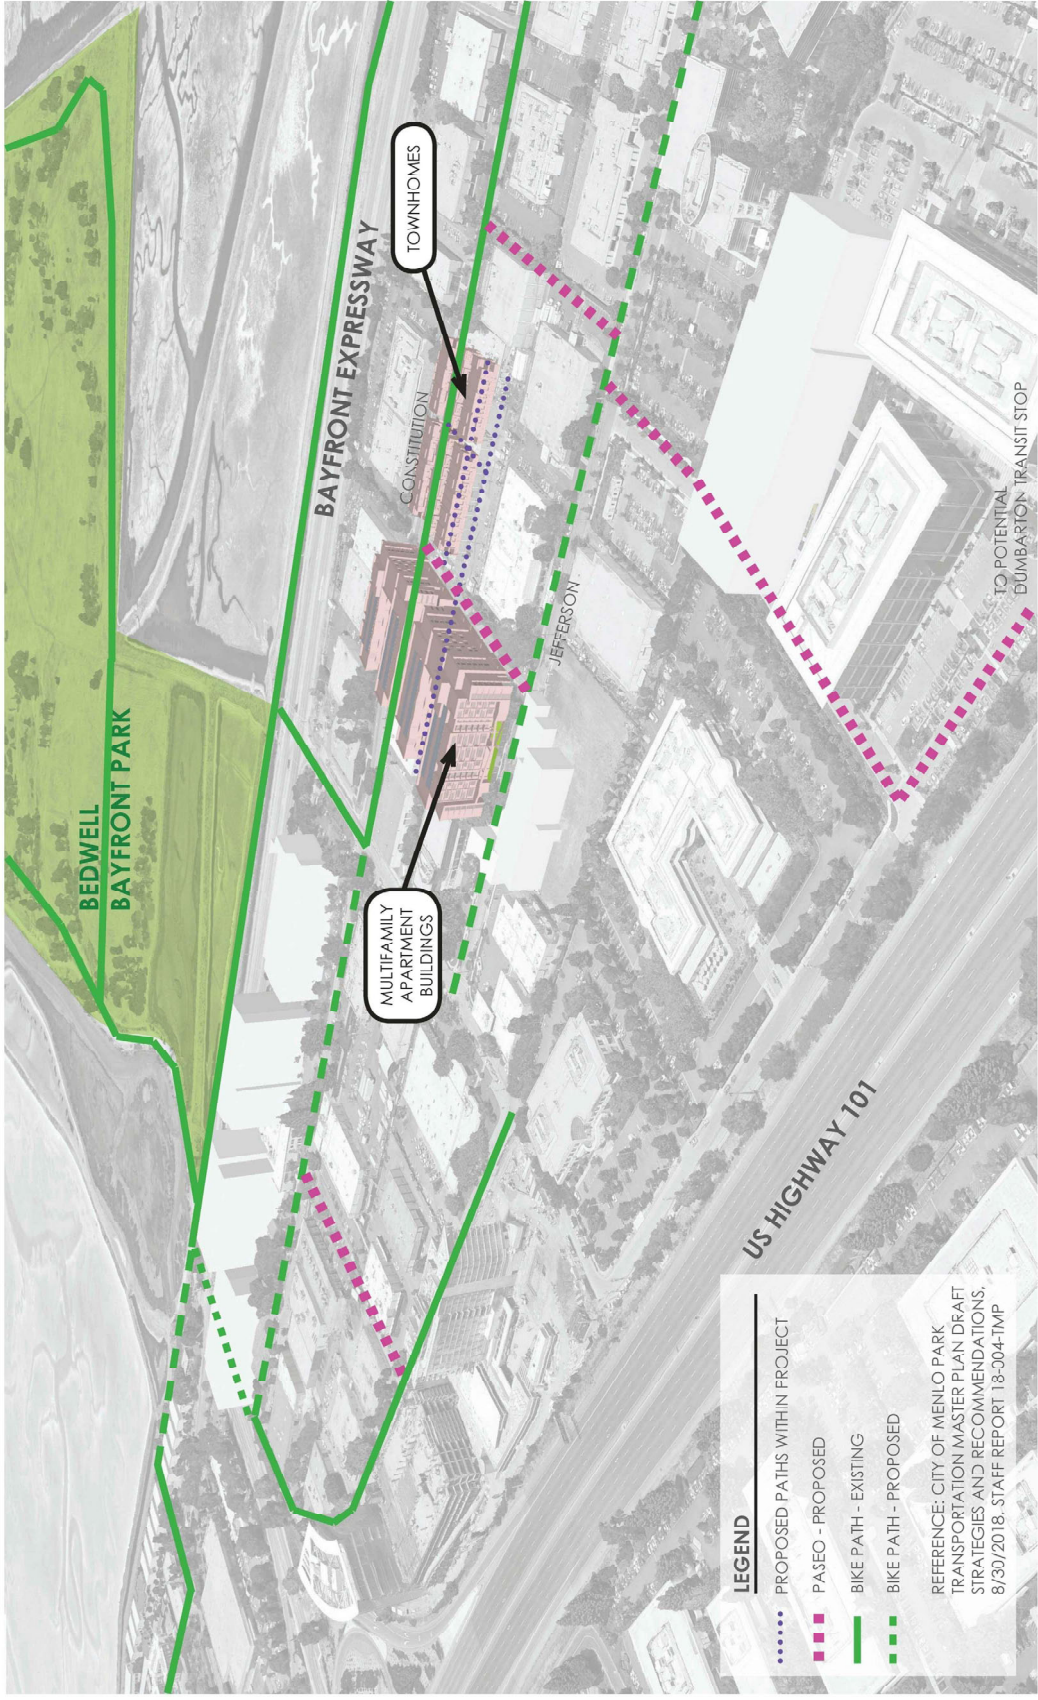 BEDWELL
BAYFRONT PARK
BAYFRONT EXPRESSWAY
TOWNHOMES
CONSTITUTION
MULTIFAMILY
APARTMENT
BUILDINGS
JEFFERSON
TO POTENTIAL
DUMBARTON TRANSIT STOP
US HIGHWAY 101
LEGEND
PROPOSED PATHS WITHIN PROJECT
PASEO - PROPOSED
BIKE PATH - EXISTING
BIKE PATH - PROPOSED
REFERENCE: CITY OF MENLO PARK
TRANSPORTATION MASTER PLAN DRAFT
STRATEGIES AND RECOMMENDATIONS,
8/30/2018. STAFF REPORT 18-004-TMP